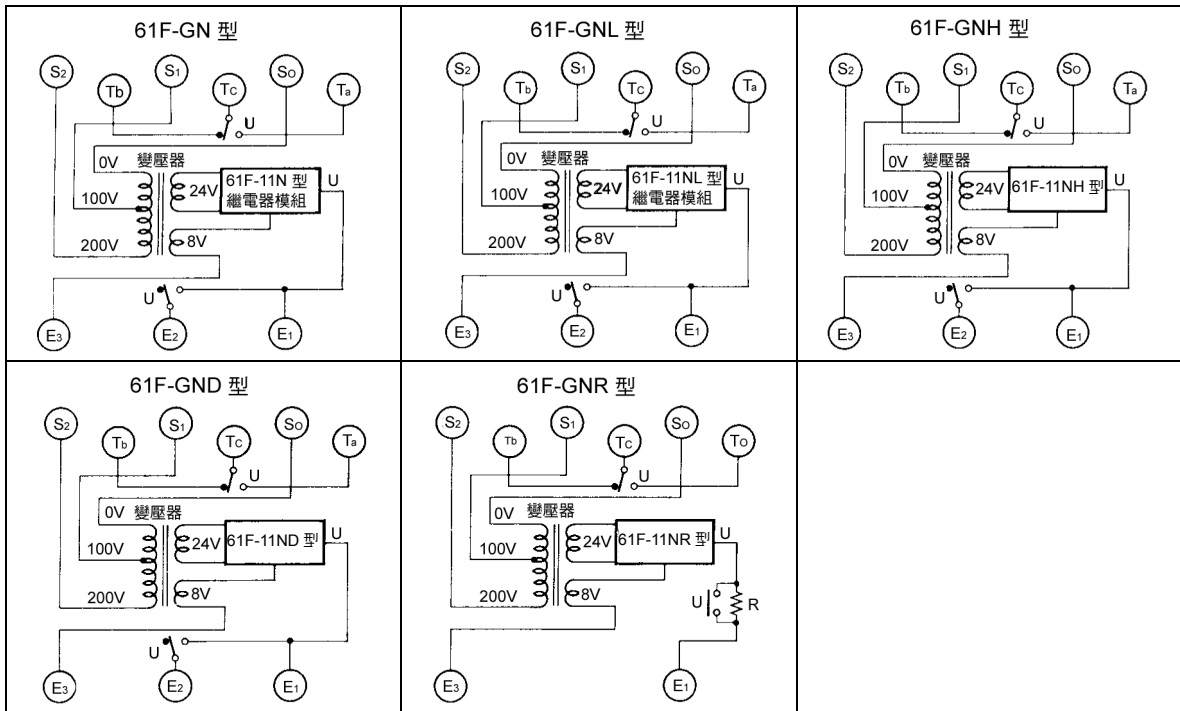 61F-GN 型
S2 S1 S0
Tb Tc Ta
U
0V 變壓器
100V 24V 61F-11N 型 U
繼電器模組
200V 8V
U
E3 E2 E1
61F-GNL 型
S2 S1 S0
Tb Tc Ta
U
0V 變壓器
100V 24V 61F-11NL 型 U
繼電器模組
200V 8V
U
E3 E2 E1
61F-GNH 型
S2 S1 S0
Tb Tc Ta
U
0V 變壓器
100V 24V 61F-11NH 型 U
200V 8V
U
E3 E2 E1
61F-GND 型
S2 S1 S0
Tb Tc Ta
U
0V 變壓器
100V 24V 61F-11ND 型 U
200V 8V
U
E3 E2 E1
61F-GNR 型
S2 S1 S0
Tb Tc To
U
0V 變壓器
100V 24V 61F-11NR 型 U
200V 8V U R
E3 E1